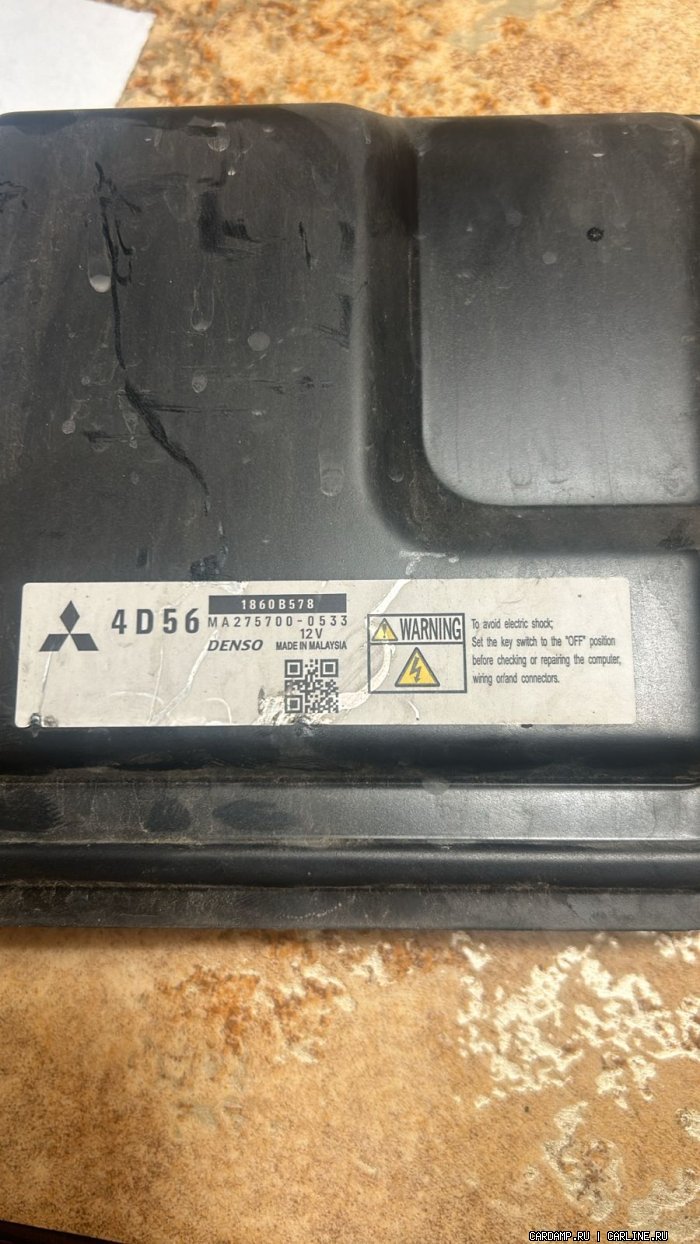 4D56
1860B578
MA275700-0533
12V
DENSO MADE IN MALAYSIA
WARNING
To avoid electric shock;
Set the key switch to the "OFF" position
before checking or repairing the computer,
wiring or/and connectors.
CARDAMP.RU | CARLINE.RU